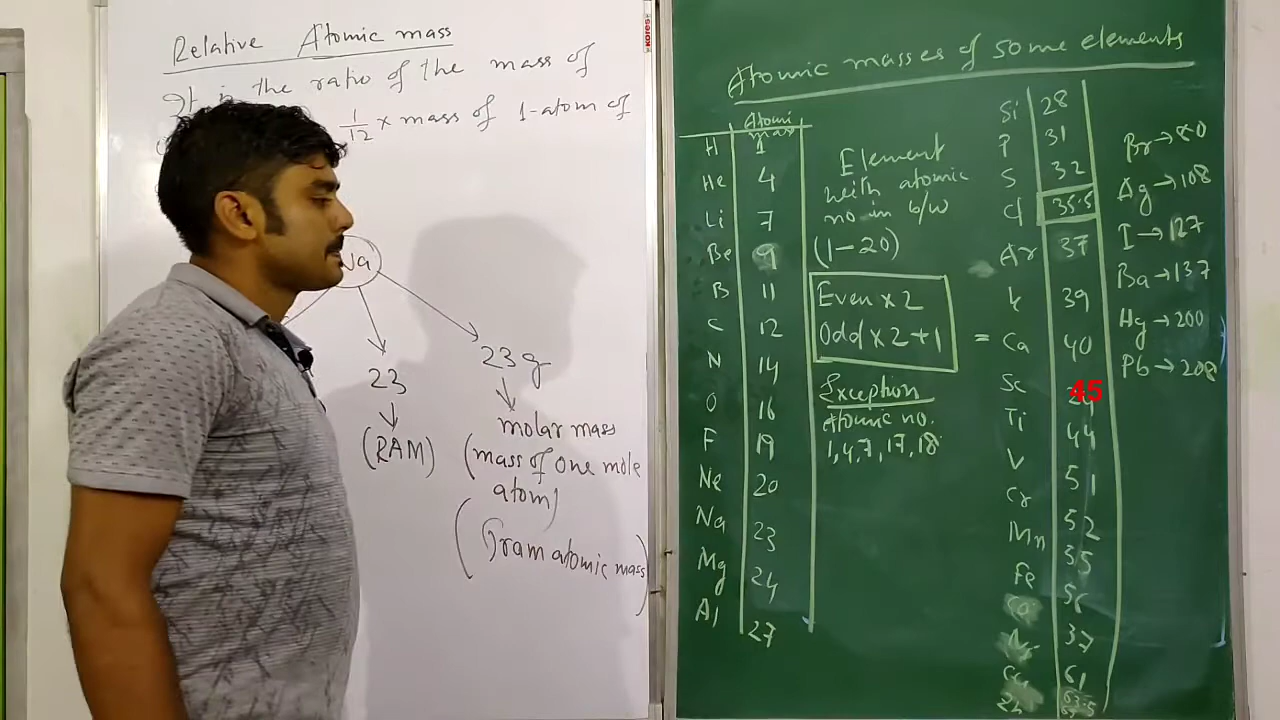 Relative Atomic mass
It is the ratio of the mass of
1/12 x mass of 1-atom of
Na
23
(RAM)
23 g
molar mass
(mass of one mole
atom)
(Gram atomic mass)
kores
Atomic masses of some elements
Atomi
mass
H 1
He 4
Li 7
Be 9
B 11
C 12
N 14
O 16
F 19
Ne 20
Na 23
Mg 24
Al 27
Element
with atomic
no in b/w
(1-20)
Even x 2
Odd x 2 + 1
Exception
Atomic no.
1,4,7,17,18
Si 28
P 31
S 32
Cl 35.5
Ar 37
K 39
= Ca 40
Sc 45
Ti 44
V 51
Cr 52
Mn 55
Fe 56
Co 37
61
Zn
Br→80
Ag→108
I→127
Ba→137
Hg→200
Pb→208